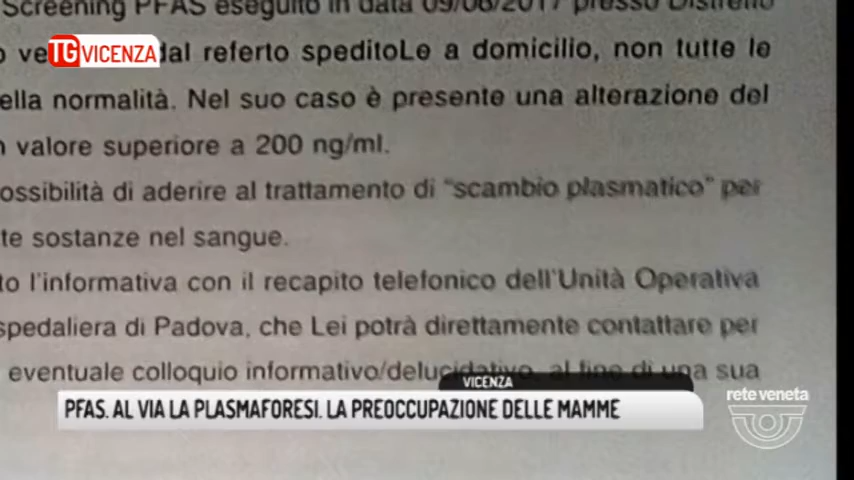 Screening PFAS eseguito in data 09/06/2017 presso Distretto
dal referto speditoLe a domicilio, non tutte le
TG VICENZA
ella normalità. Nel suo caso è presente una alterazione del
valore superiore a 200 ng/ml.
ossibilità di aderire al trattamento di "scambio plasmatico" per
te sostanze nel sangue.
to l'informativa con il recapito telefonico dell'Unità Operativa
spedaliera di Padova, che Lei potrà direttamente contattare per
eventuale colloquio informativo/delucidativo, al fine di una sua
VICENZA
PFAS. AL VIA LA PLASMAFORESI. LA PREOCCUPAZIONE DELLE MAMME
rete veneta